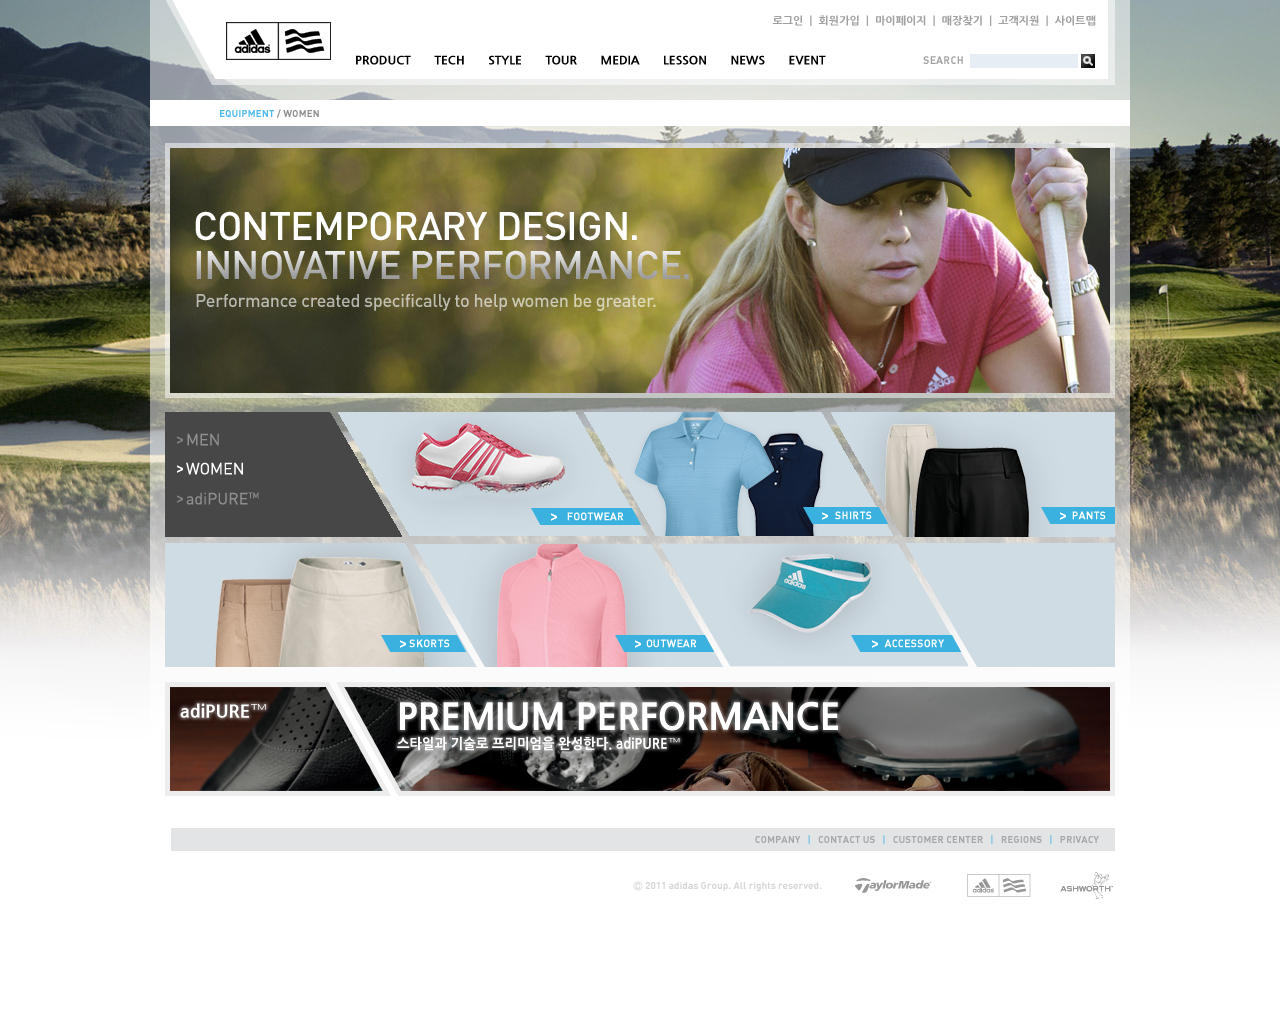 로그인 | 회원가입 | 마이페이지 | 매장찾기 | 고객지원 | 사이트맵
adidas
PRODUCT TECH STYLE TOUR MEDIA LESSON NEWS EVENT
SEARCH
EQUIPMENT / WOMEN
CONTEMPORARY DESIGN.
INNOVATIVE PERFORMANCE.
Performance created specifically to help women be greater.
adidas
> MEN
> WOMEN
> adiPURE™
> FOOTWEAR
> SHIRTS
> PANTS
adidas
> SKORTS
> OUTWEAR
> ACCESSORY
adiPURE™
PREMIUM PERFORMANCE
스타일과 기술로 프리미엄을 완성한다. adiPURE™
COMPANY | CONTACT US | CUSTOMER CENTER | REGIONS | PRIVACY
© 2011 adidas Group. All rights reserved.
TaylorMade
adidas
ASHWORTH